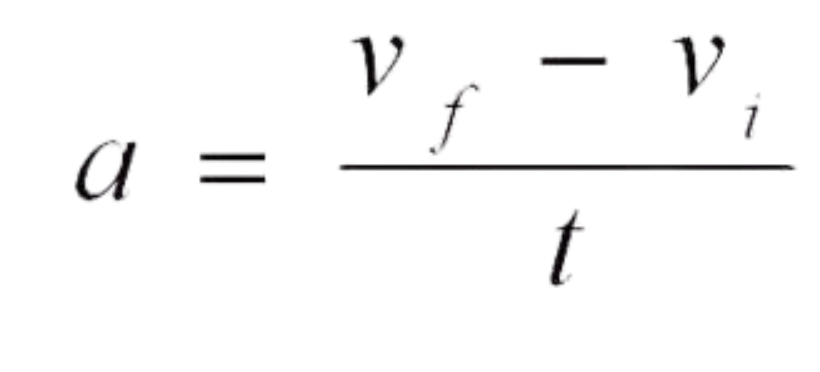 a = (v_f − v_i) / t